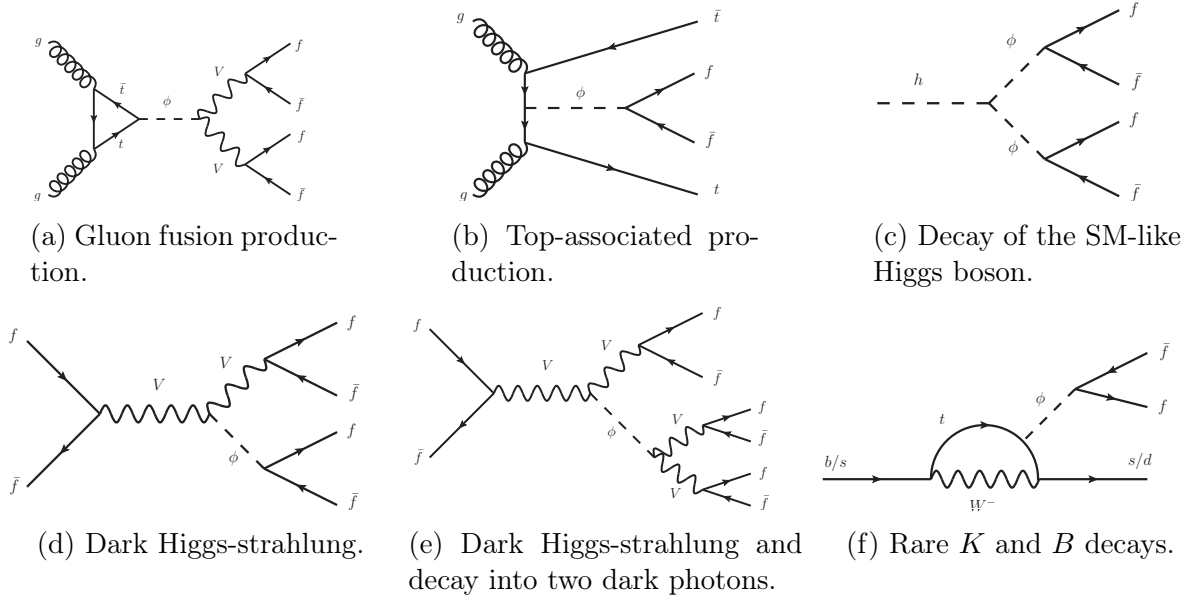 g
g
t̄
t
ϕ
V
V
f
f̄
f
f̄
(a) Gluon fusion produc-
tion.
g
g
t̄
ϕ
f
f̄
t
(b) Top-associated pro-
duction.
h
ϕ
ϕ
f
f̄
f
f̄
(c) Decay of the SM-like
Higgs boson.
f
f̄
V
V
ϕ
f
f̄
f
f̄
(d) Dark Higgs-strahlung.
f
f̄
V
V
ϕ
f
f̄
V
V
f
f̄
f
f̄
(e) Dark Higgs-strahlung and
decay into two dark photons.
b/s
t
W⁻
ϕ
f̄
f
s/d
(f) Rare K and B decays.